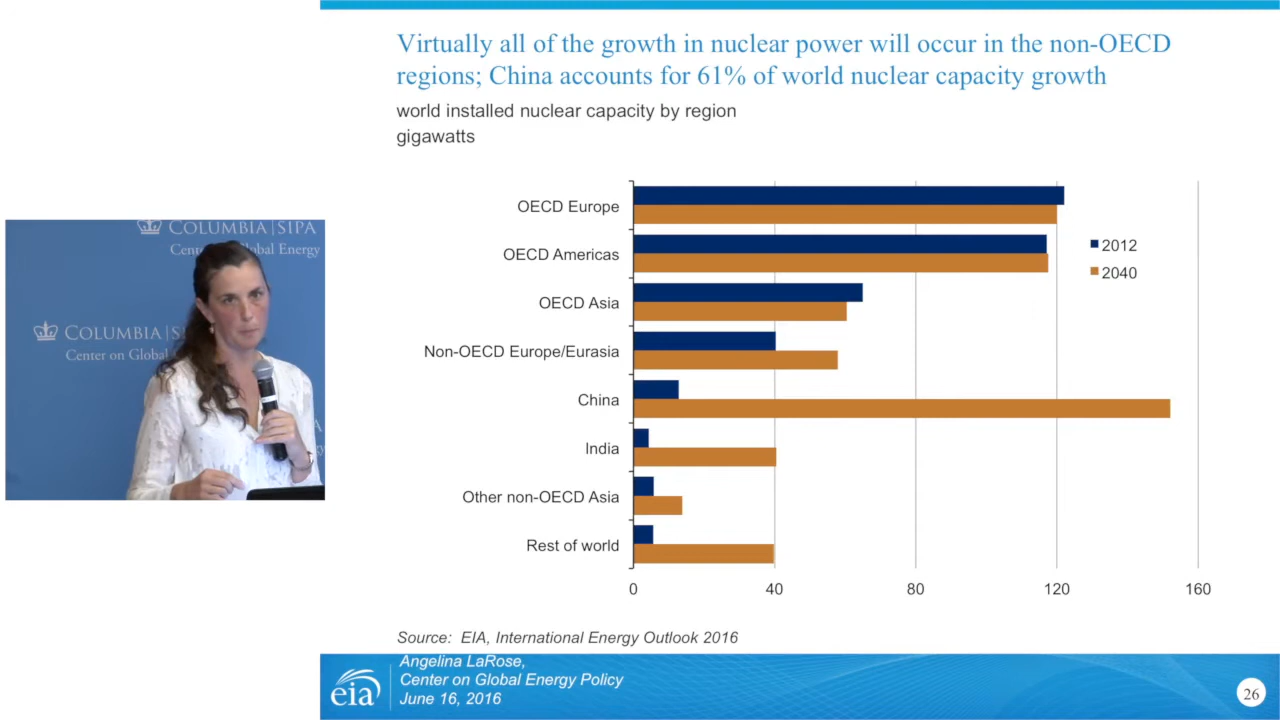 Virtually all of the growth in nuclear power will occur in the non-OECD
regions; China accounts for 61% of world nuclear capacity growth
world installed nuclear capacity by region
gigawatts
OECD Europe
OECD Americas
OECD Asia
Non-OECD Europe/Eurasia
China
India
Other non-OECD Asia
Rest of world
2012
2040
0 40 80 120 160
Source: EIA, International Energy Outlook 2016
eia
Angelina LaRose,
Center on Global Energy Policy
June 16, 2016
26
COLUMBIA|SIPA
Global Energy
COLUMBIA|S
Center on Global